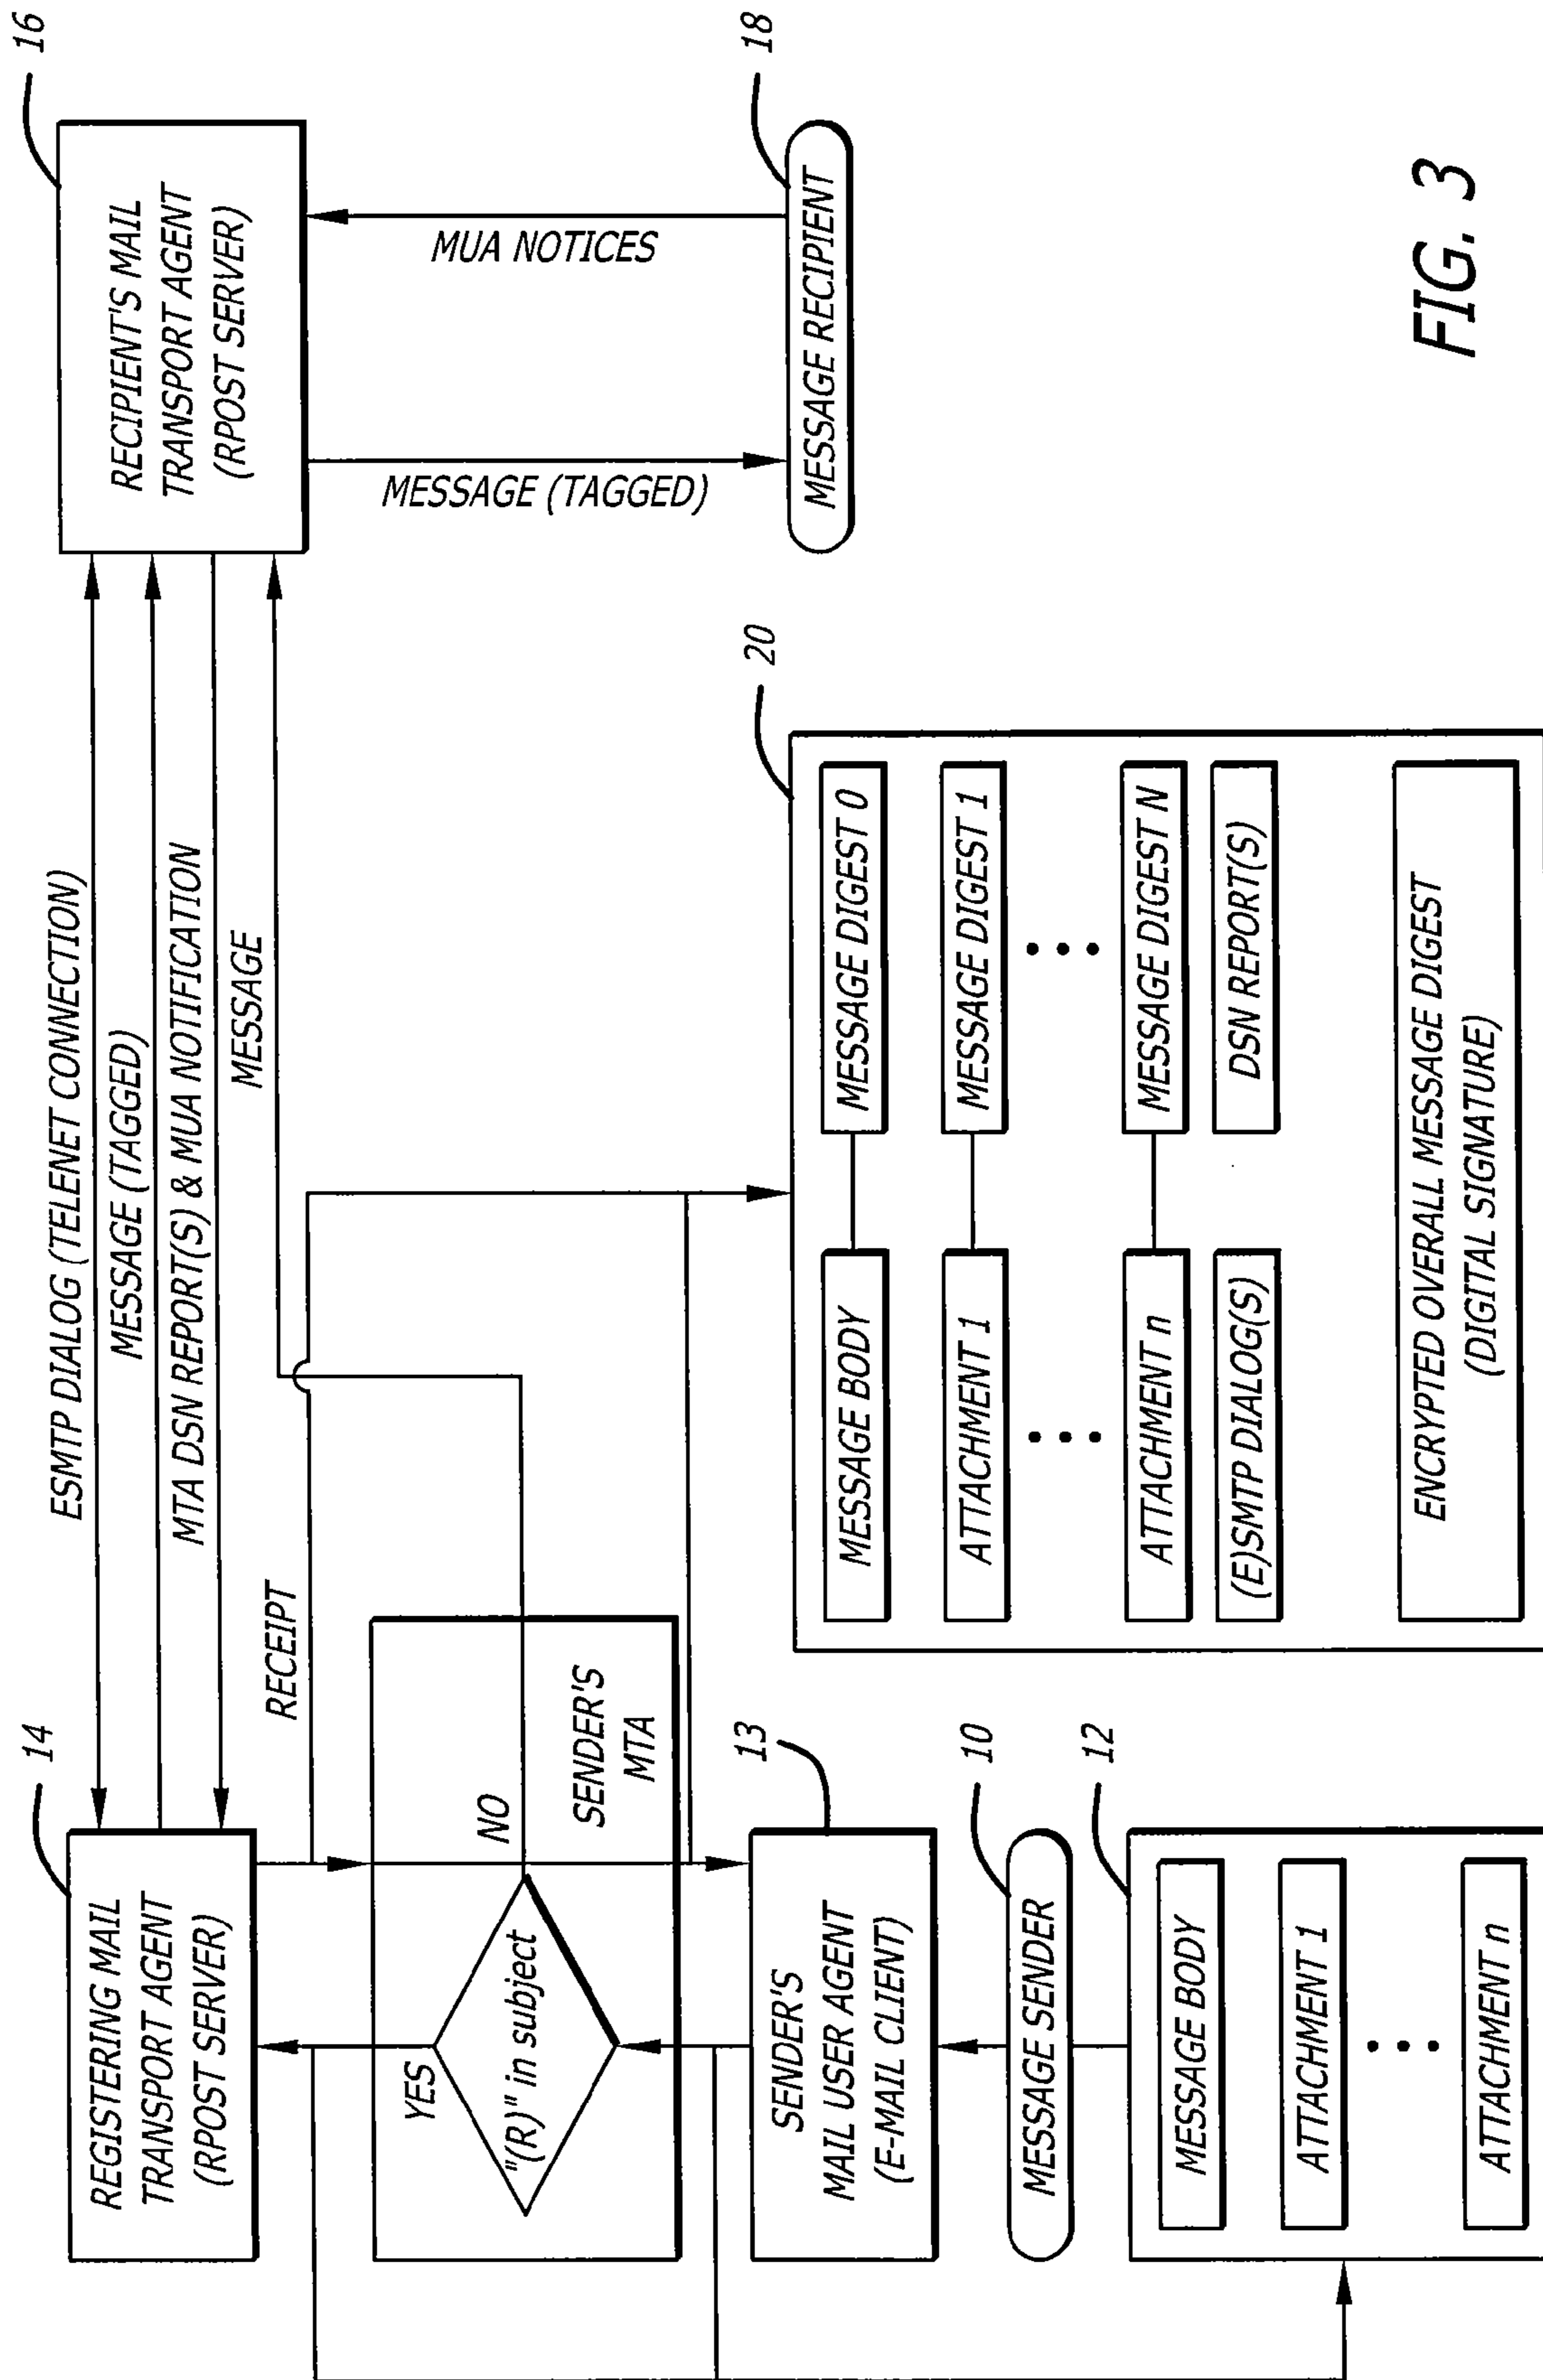 14
REGISTERING MAIL
TRANSPORT AGENT
(RPOST SERVER)
ESMTP DIALOG (TELENET CONNECTION)
MESSAGE (TAGGED)
MTA DSN REPORT(S) & MUA NOTIFICATION
MESSAGE
16
RECIPIENT'S MAIL
TRANSPORT AGENT
(RPOST SERVER)
RECEIPT
YES
"(R)" in subject
NO
SENDER'S
MTA
MESSAGE (TAGGED)
MUA NOTICES
13
SENDER'S
MAIL USER AGENT
(E-MAIL CLIENT)
18
MESSAGE RECIPIENT
10
MESSAGE SENDER
12
MESSAGE BODY
ATTACHMENT 1
ATTACHMENT n
20
MESSAGE BODY
MESSAGE DIGEST 0
ATTACHMENT 1
MESSAGE DIGEST 1
ATTACHMENT n
MESSAGE DIGEST N
(E)SMTP DIALOG(S)
DSN REPORT(S)
ENCRYPTED OVERALL MESSAGE DIGEST
(DIGITAL SIGNATURE)
FIG. 3